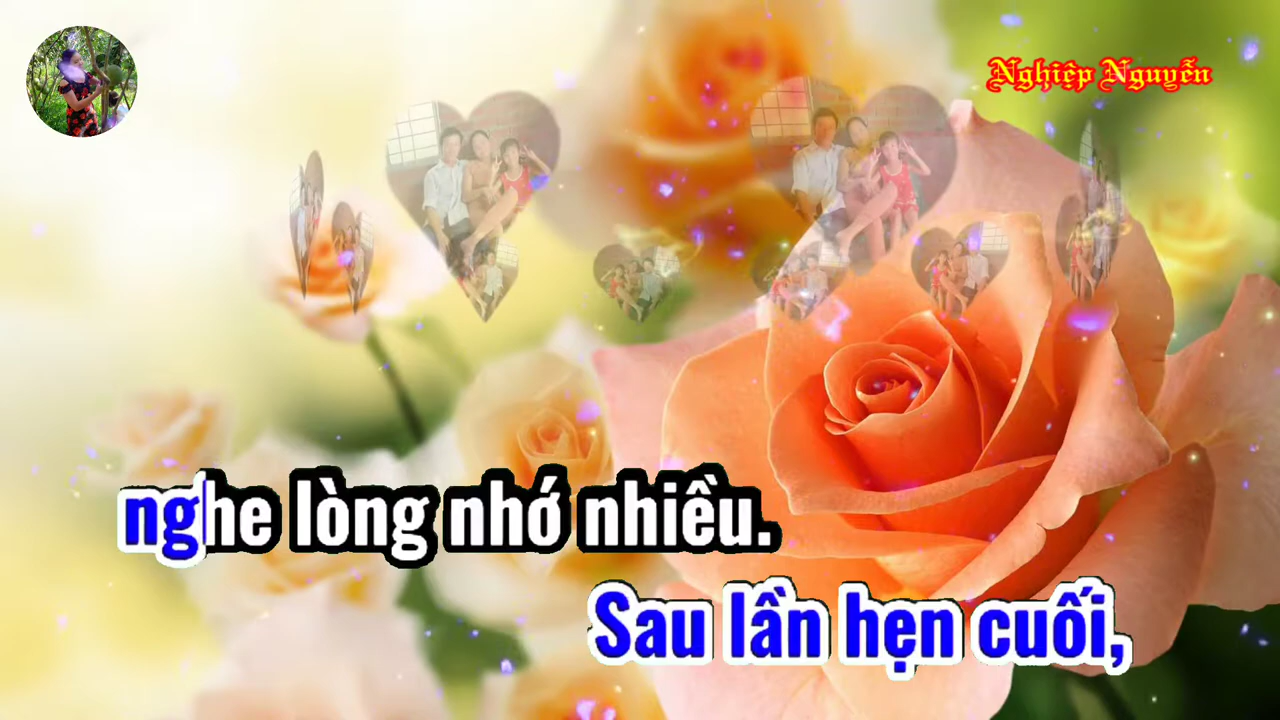 Nghiệp Nguyễn
nghe lòng nhớ nhiều.
Sau lần hẹn cuối,